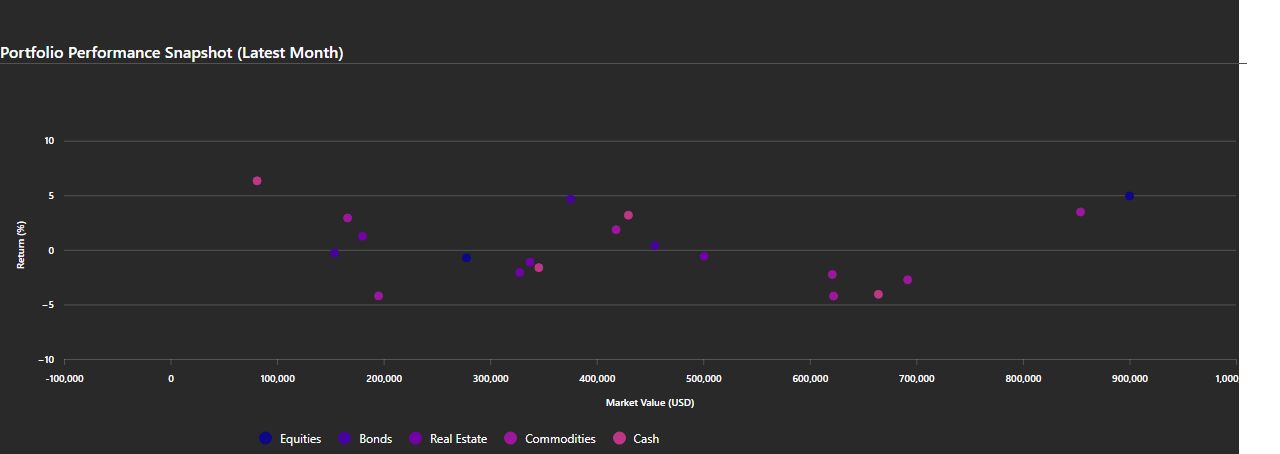 Portfolio Performance Snapshot (Latest Month)
10
5
0
−5
−10
Return (%)
-100,000 0 100,000 200,000 300,000 400,000 500,000 600,000 700,000 800,000 900,000 1,000
Market Value (USD)
Equities Bonds Real Estate Commodities Cash